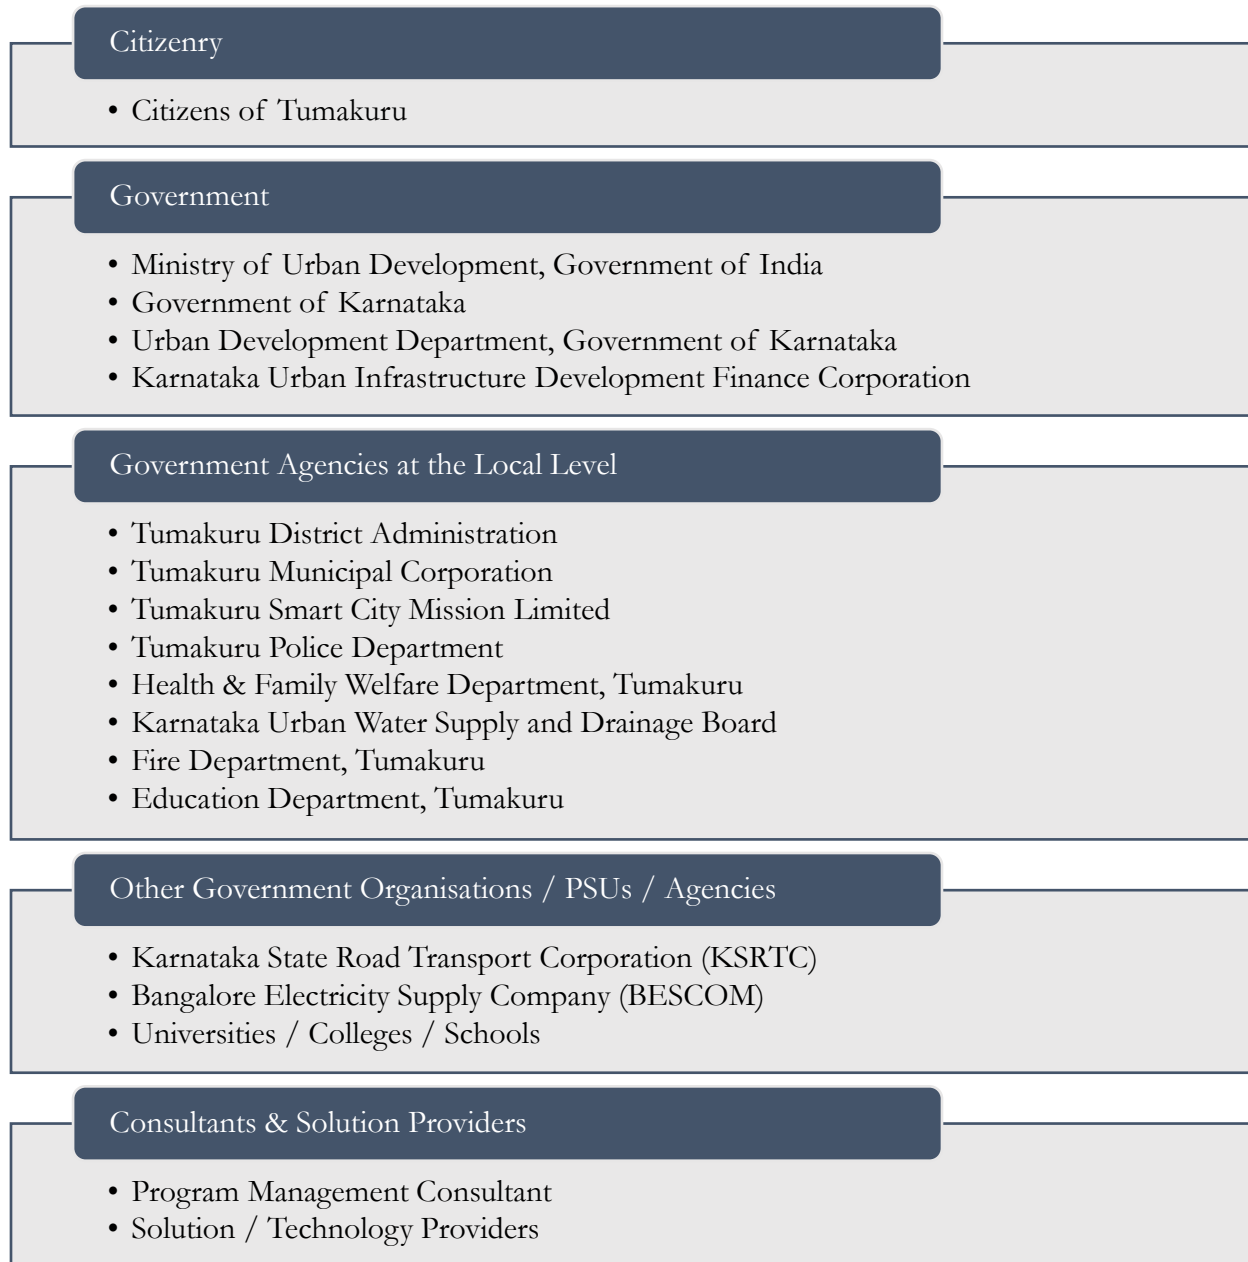 Citizenry
• Citizens of Tumakuru
Government
• Ministry of Urban Development, Government of India
• Government of Karnataka
• Urban Development Department, Government of Karnataka
• Karnataka Urban Infrastructure Development Finance Corporation
Government Agencies at the Local Level
• Tumakuru District Administration
• Tumakuru Municipal Corporation
• Tumakuru Smart City Mission Limited
• Tumakuru Police Department
• Health & Family Welfare Department, Tumakuru
• Karnataka Urban Water Supply and Drainage Board
• Fire Department, Tumakuru
• Education Department, Tumakuru
Other Government Organisations / PSUs / Agencies
• Karnataka State Road Transport Corporation (KSRTC)
• Bangalore Electricity Supply Company (BESCOM)
• Universities / Colleges / Schools
Consultants & Solution Providers
• Program Management Consultant
• Solution / Technology Providers